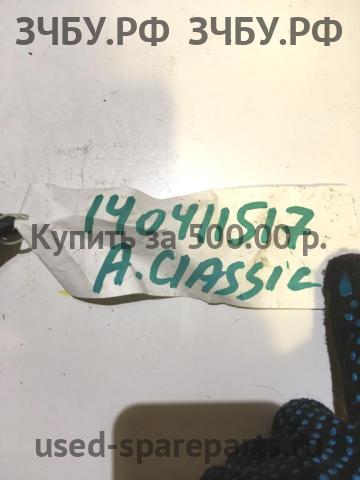 ЗЧБУ.РФ ЗЧБУ.РФ
140411517
Купить за 500.00 р.
A.CLASSIC
used-spareparts.ru